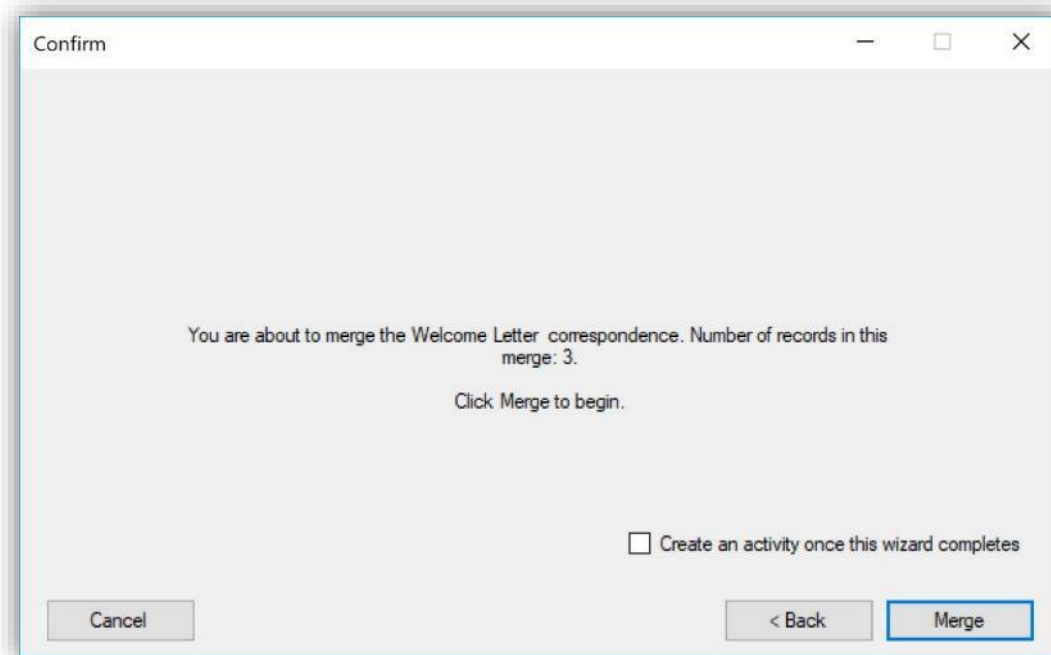 Confirm
You are about to merge the Welcome Letter correspondence. Number of records in this
merge: 3.
Click Merge to begin.
Create an activity once this wizard completes
Cancel
< Back
Merge